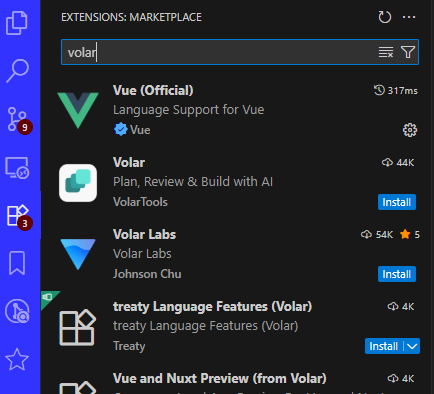 EXTENSIONS: MARKETPLACE
volar
Vue (Official) 317ms
Language Support for Vue
Vue
9
Volar 44K
Plan, Review & Build with AI
VolarTools Install
3
Volar Labs 54K 5
Volar Labs
Johnson Chu Install
treaty Language Features (Volar) 4K
treaty Language Features (Volar)
Treaty Install
Vue and Nuxt Preview (from Volar) 4K